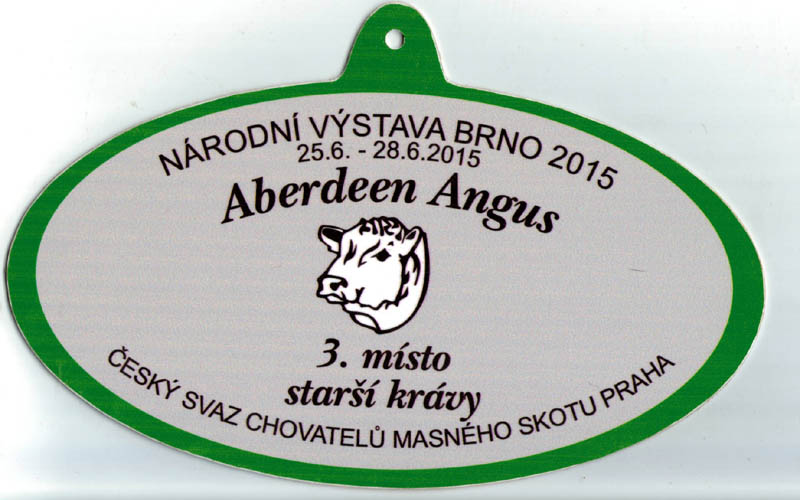 NÁRODNÍ VÝSTAVA BRNO 2015
25.6. - 28.6.2015
Aberdeen Angus
3. místo
starší krávy
ČESKÝ SVAZ CHOVATELŮ MASNÉHO SKOTU PRAHA